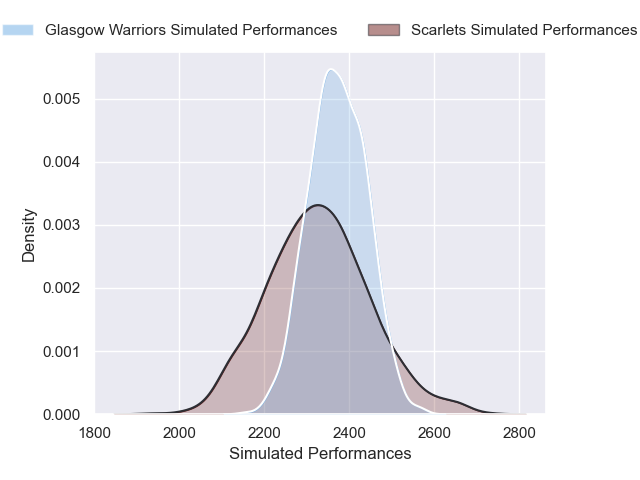 Glasgow Warriors Simulated Performances
Scarlets Simulated Performances
0.005
0.004
0.003
0.002
0.001
0.000
Density
1800 2000 2200 2400 2600 2800
Simulated Performances